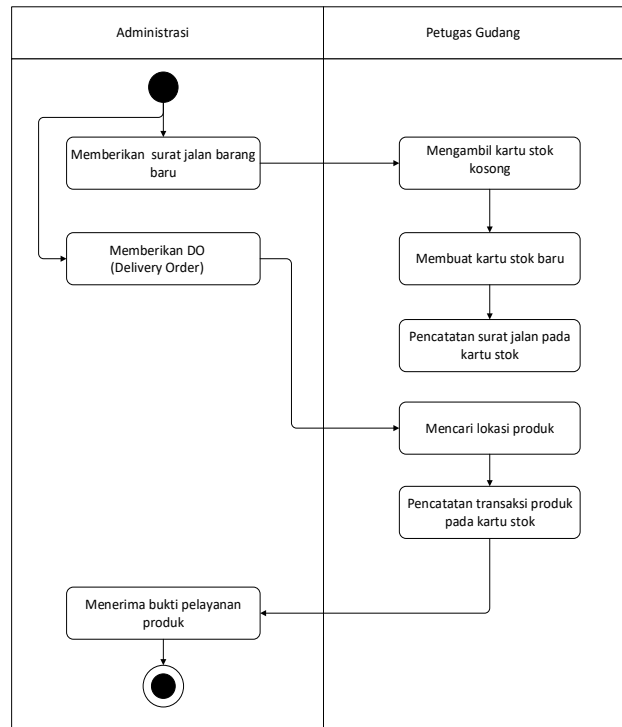 Administrasi
Petugas Gudang
Memberikan surat jalan barang
baru
Mengambil kartu stok
kosong
Memberikan DO
(Delivery Order)
Membuat kartu stok baru
Pencatatan surat jalan pada
kartu stok
Mencari lokasi produk
Pencatatan transaksi produk
pada kartu stok
Menerima bukti pelayanan
produk